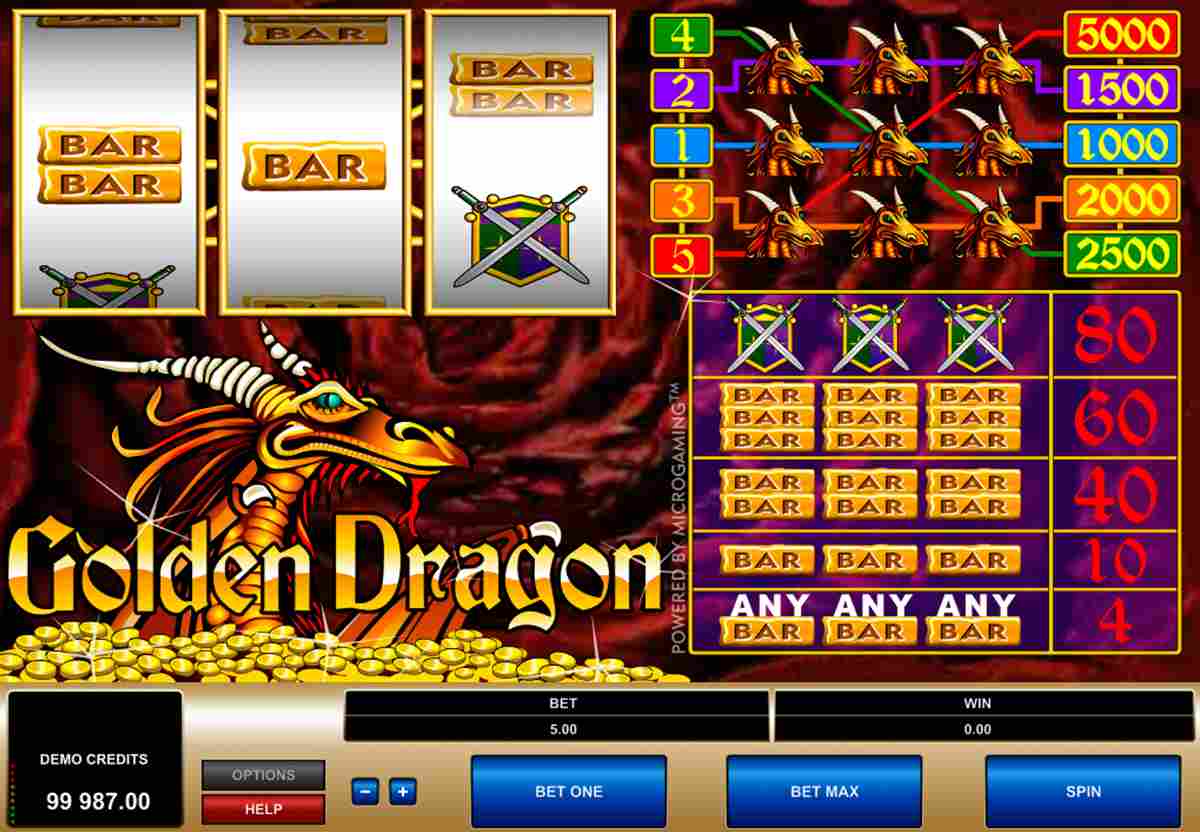 BAR
BAR
BAR
BAR
BAR
BAR
4
2
1
3
5
5000
1500
1000
2000
2500
80
BAR BAR BAR
BAR BAR BAR
BAR BAR BAR
60
BAR BAR BAR
BAR BAR BAR
40
BAR BAR BAR
10
ANY ANY ANY
BAR BAR BAR
4
POWERED BY MICROGAMING™
Golden Dragon
DEMO CREDITS
99 987.00
OPTIONS
HELP
BET
5.00
WIN
0.00
-
+
BET ONE
BET MAX
SPIN